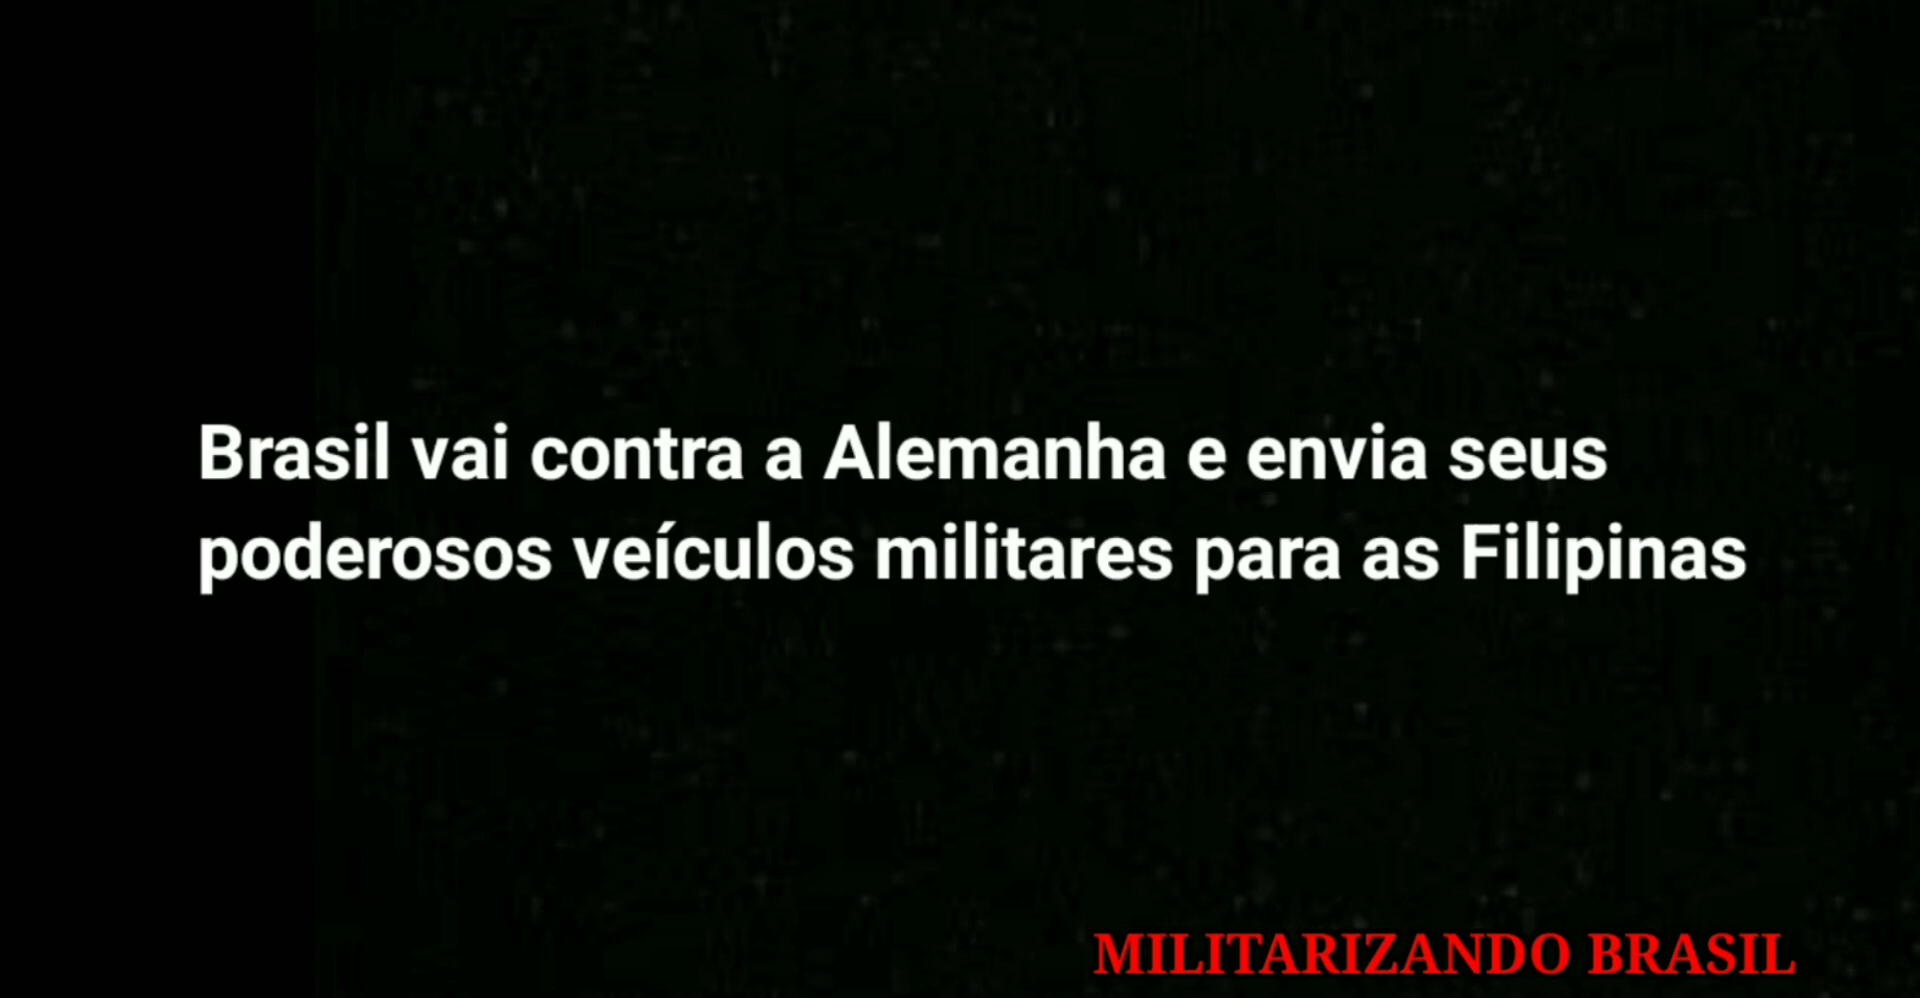 Brasil vai contra a Alemanha e envia seus
poderosos veículos militares para as Filipinas
MILITARIZANDO BRASIL